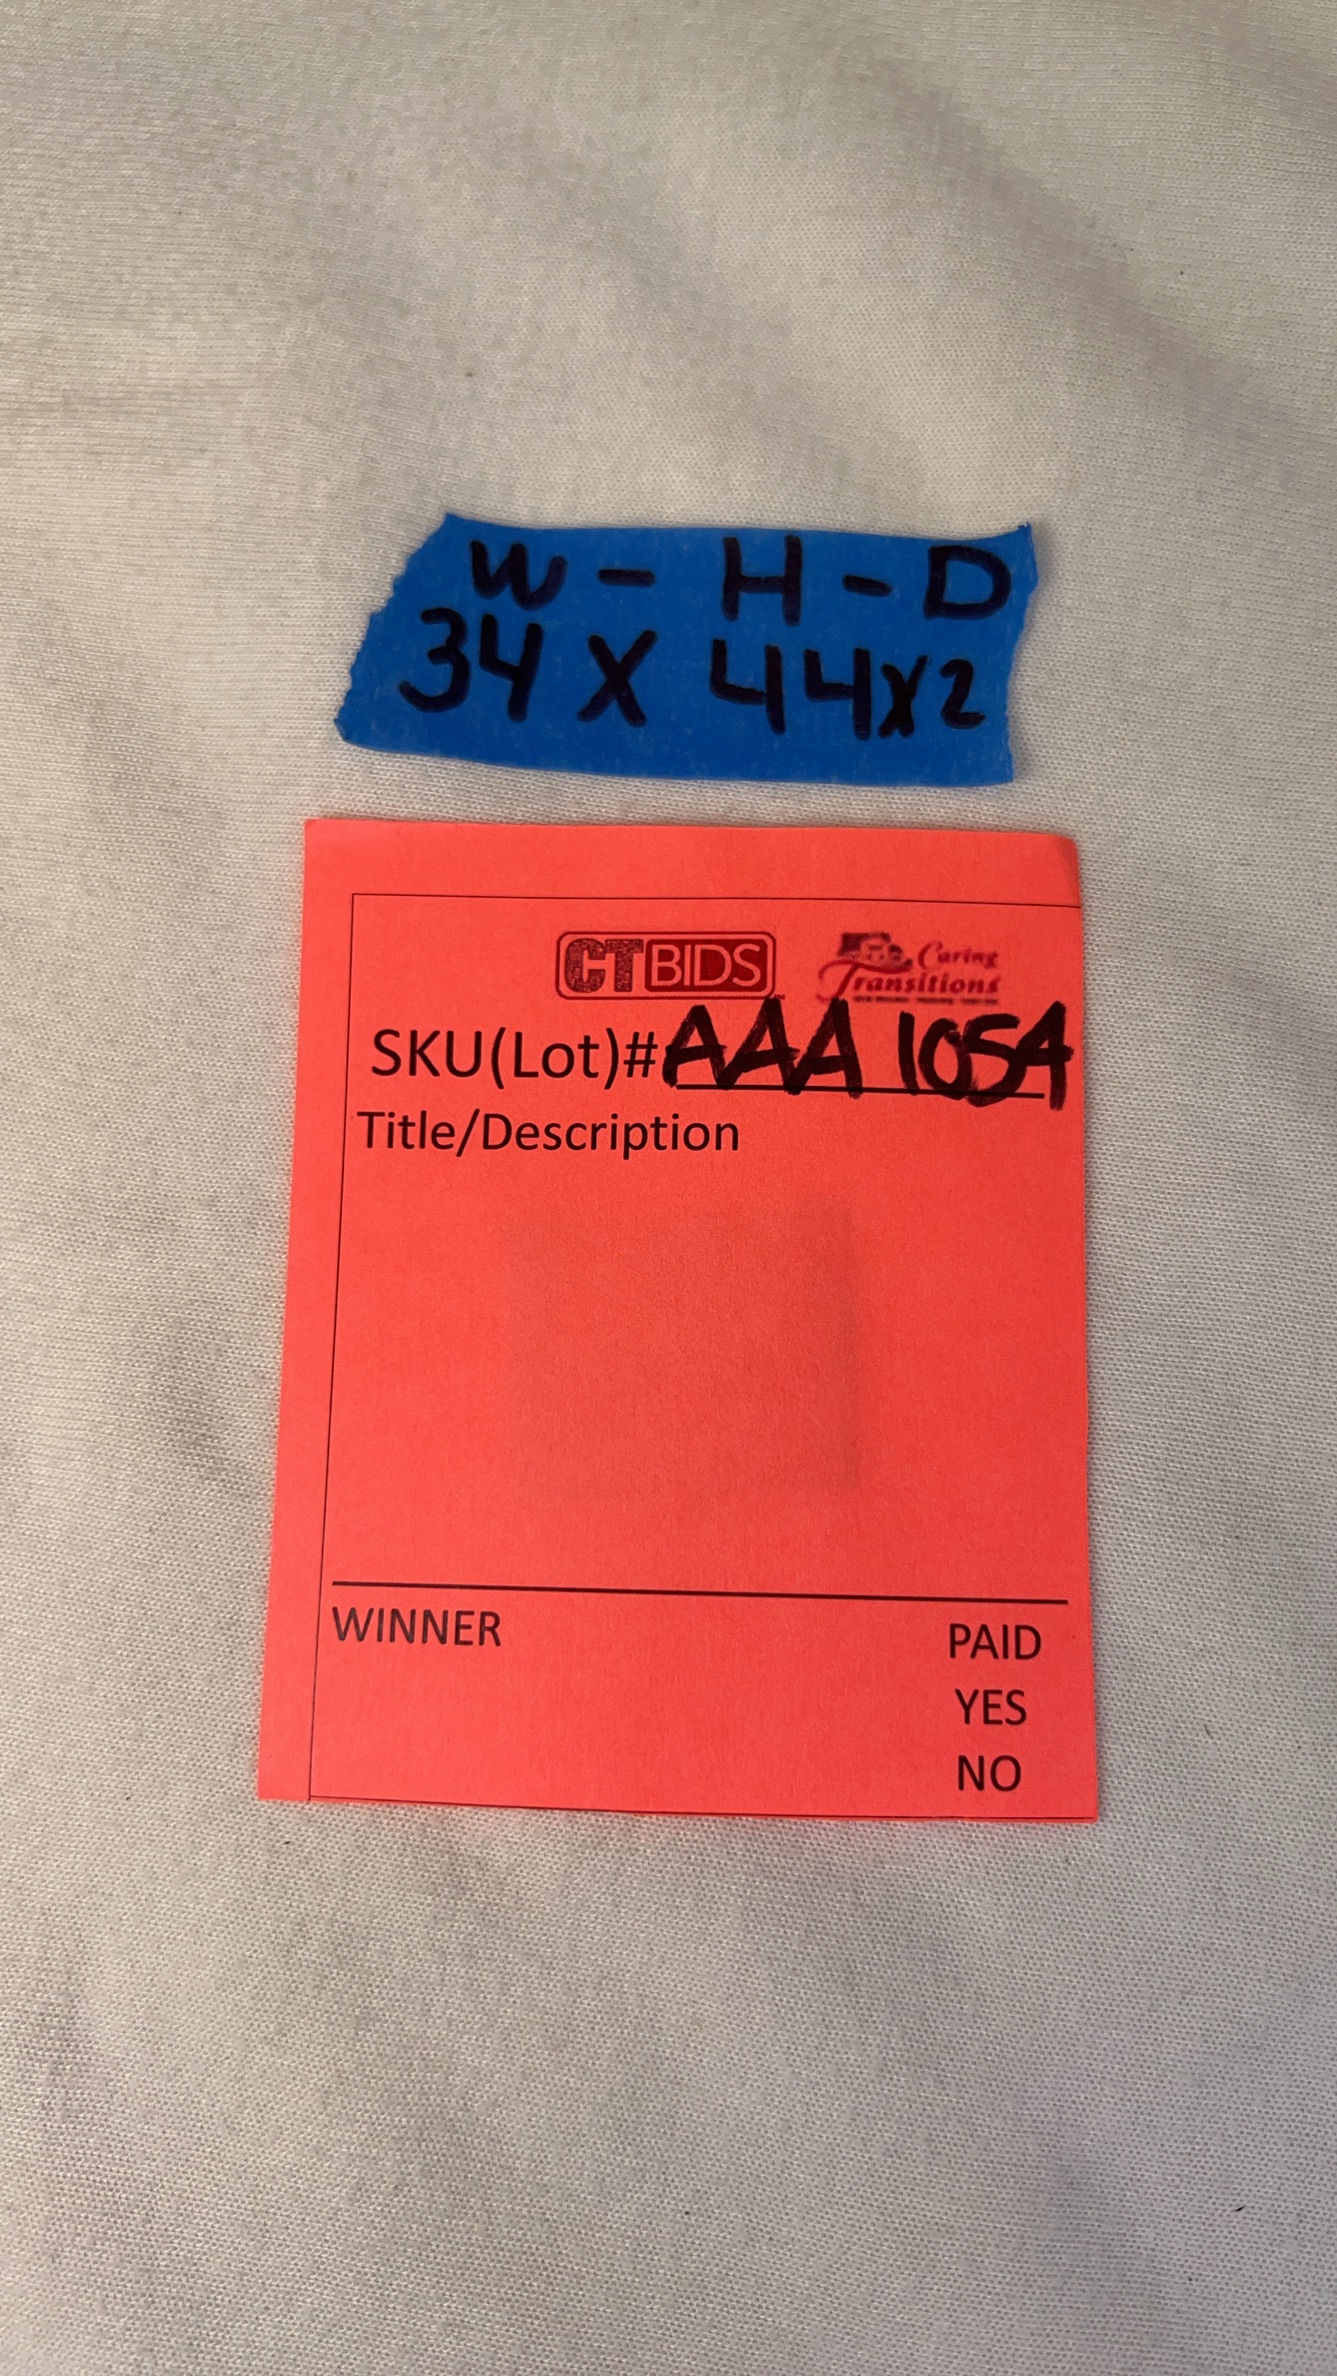 W - H - D
34 X 44x2
CTBIDS
Caring
Transitions
SKU(Lot)# AAA 1054
Title/Description
WINNER
PAID
YES
NO